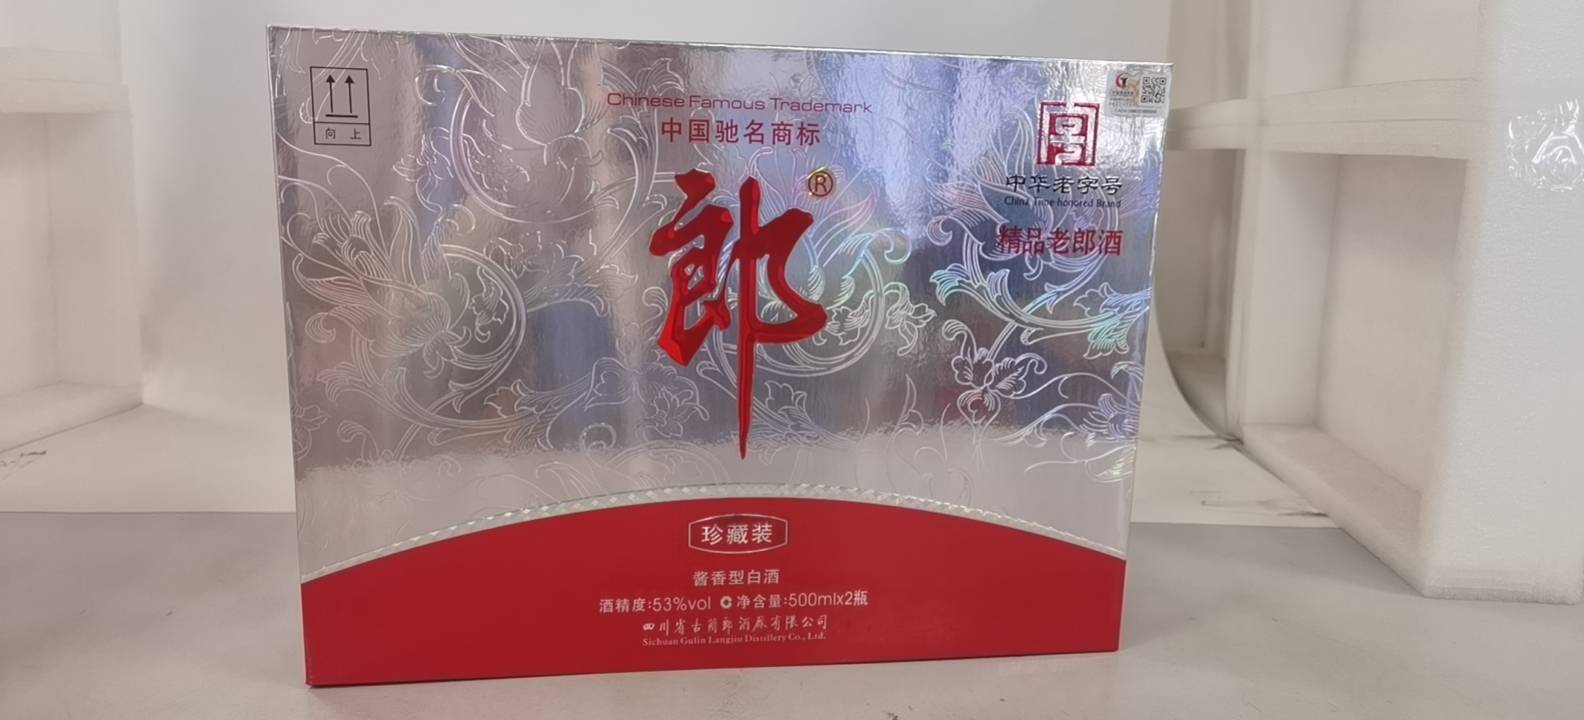 向 上
Chinese Famous Trademark
中国驰名商标
郎®
中华老字号
China Time-honored Brand
精品老郎酒
珍藏装
酱香型白酒
酒精度:53%vol 净含量:500mlx2瓶
四川省古蔺郎酒厂有限公司
Sichuan Gulin Langjiu Distillery Co., Ltd.